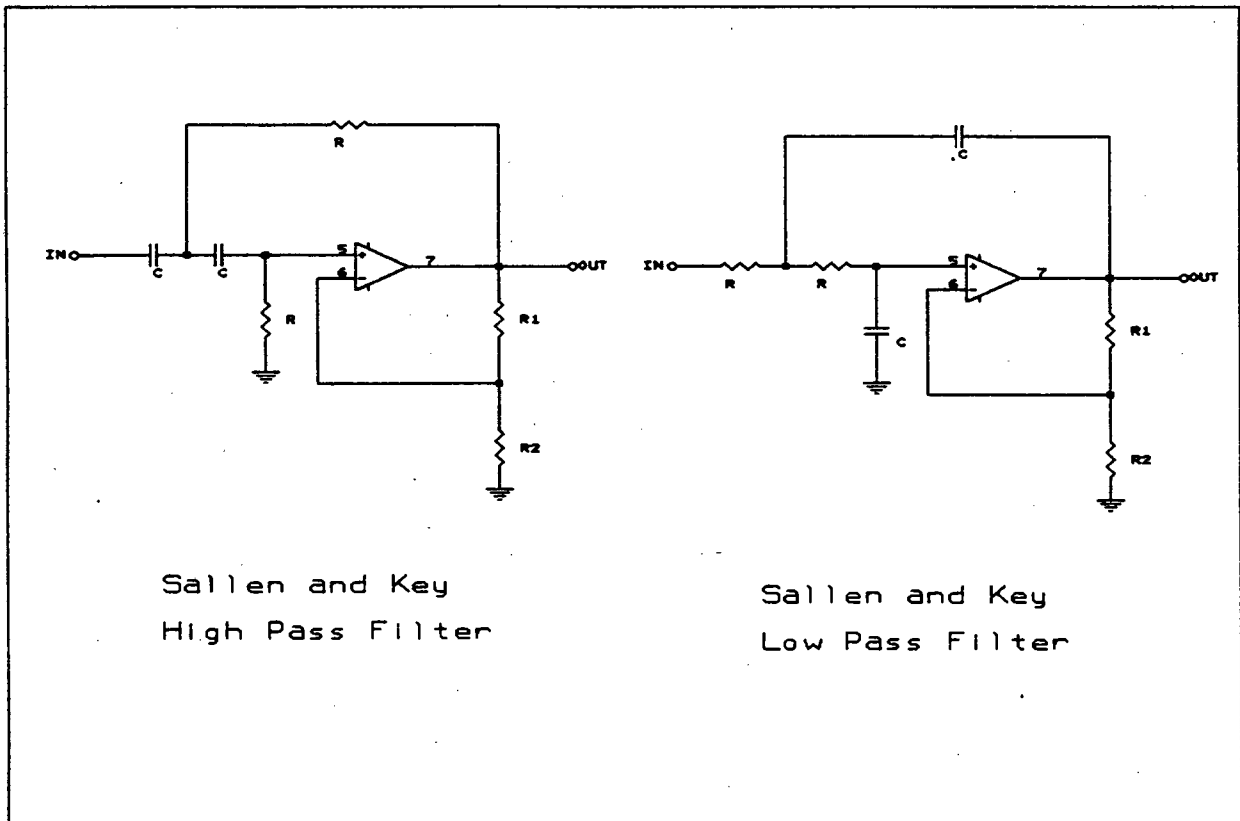 R
IN
C
C
5
6
7
OUT
R
R1
R2
Sallen and Key
High Pass Filter
C
IN
R
R
5
6
7
OUT
C
R1
R2
Sallen and Key
Low Pass Filter